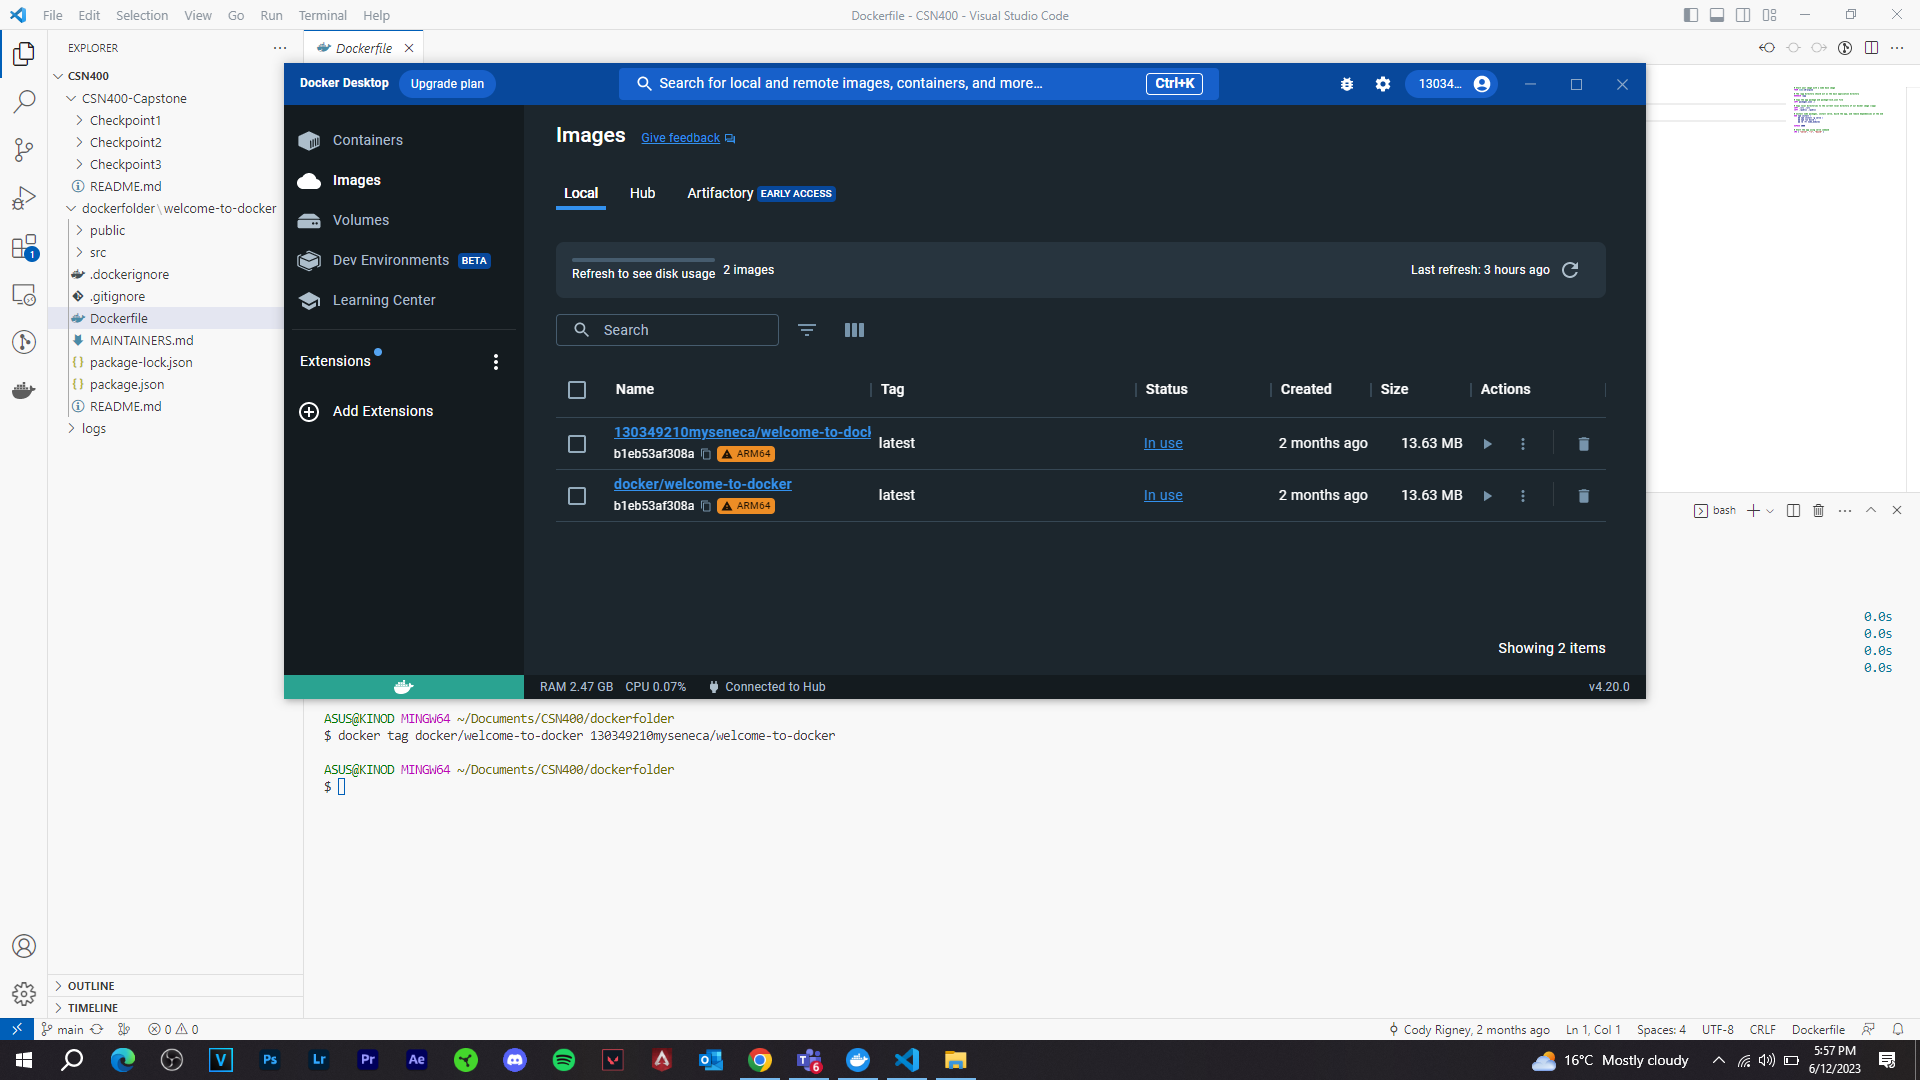 File Edit Selection View Go Run Terminal Help
Dockerfile - CSN400 - Visual Studio Code
EXPLORER
Dockerfile
CSN400
CSN400-Capstone
Checkpoint1
Checkpoint2
Checkpoint3
README.md
dockerfolder\welcome-to-docker
public
src
.dockerignore
.gitignore
Dockerfile
MAINTAINERS.md
package-lock.json
package.json
README.md
logs
1
OUTLINE
TIMELINE
Docker Desktop Upgrade plan
Search for local and remote images, containers, and more... Ctrl+K
13034...
Containers
Images
Volumes
Dev Environments BETA
Learning Center
Extensions
Add Extensions
Images Give feedback
Local Hub Artifactory EARLY ACCESS
Refresh to see disk usage 2 images Last refresh: 3 hours ago
Search
Name Tag Status Created Size Actions
130349210myseneca/welcome-to-dock
latest In use 2 months ago 13.63 MB
b1eb53af308a ARM64
docker/welcome-to-docker
latest In use 2 months ago 13.63 MB
b1eb53af308a ARM64
Showing 2 items
RAM 2.47 GB CPU 0.07% Connected to Hub v4.20.0
bash
0.0s
0.0s
0.0s
0.0s
ASUS@KINOD MINGW64 ~/Documents/CSN400/dockerfolder
$ docker tag docker/welcome-to-docker 130349210myseneca/welcome-to-docker
ASUS@KINOD MINGW64 ~/Documents/CSN400/dockerfolder
$
main 0 0 Cody Rigney, 2 months ago Ln 1, Col 1 Spaces: 4 UTF-8 CRLF Dockerfile
V Ps Lr Pr Ae 6
16°C Mostly cloudy
5:57 PM
6/12/2023